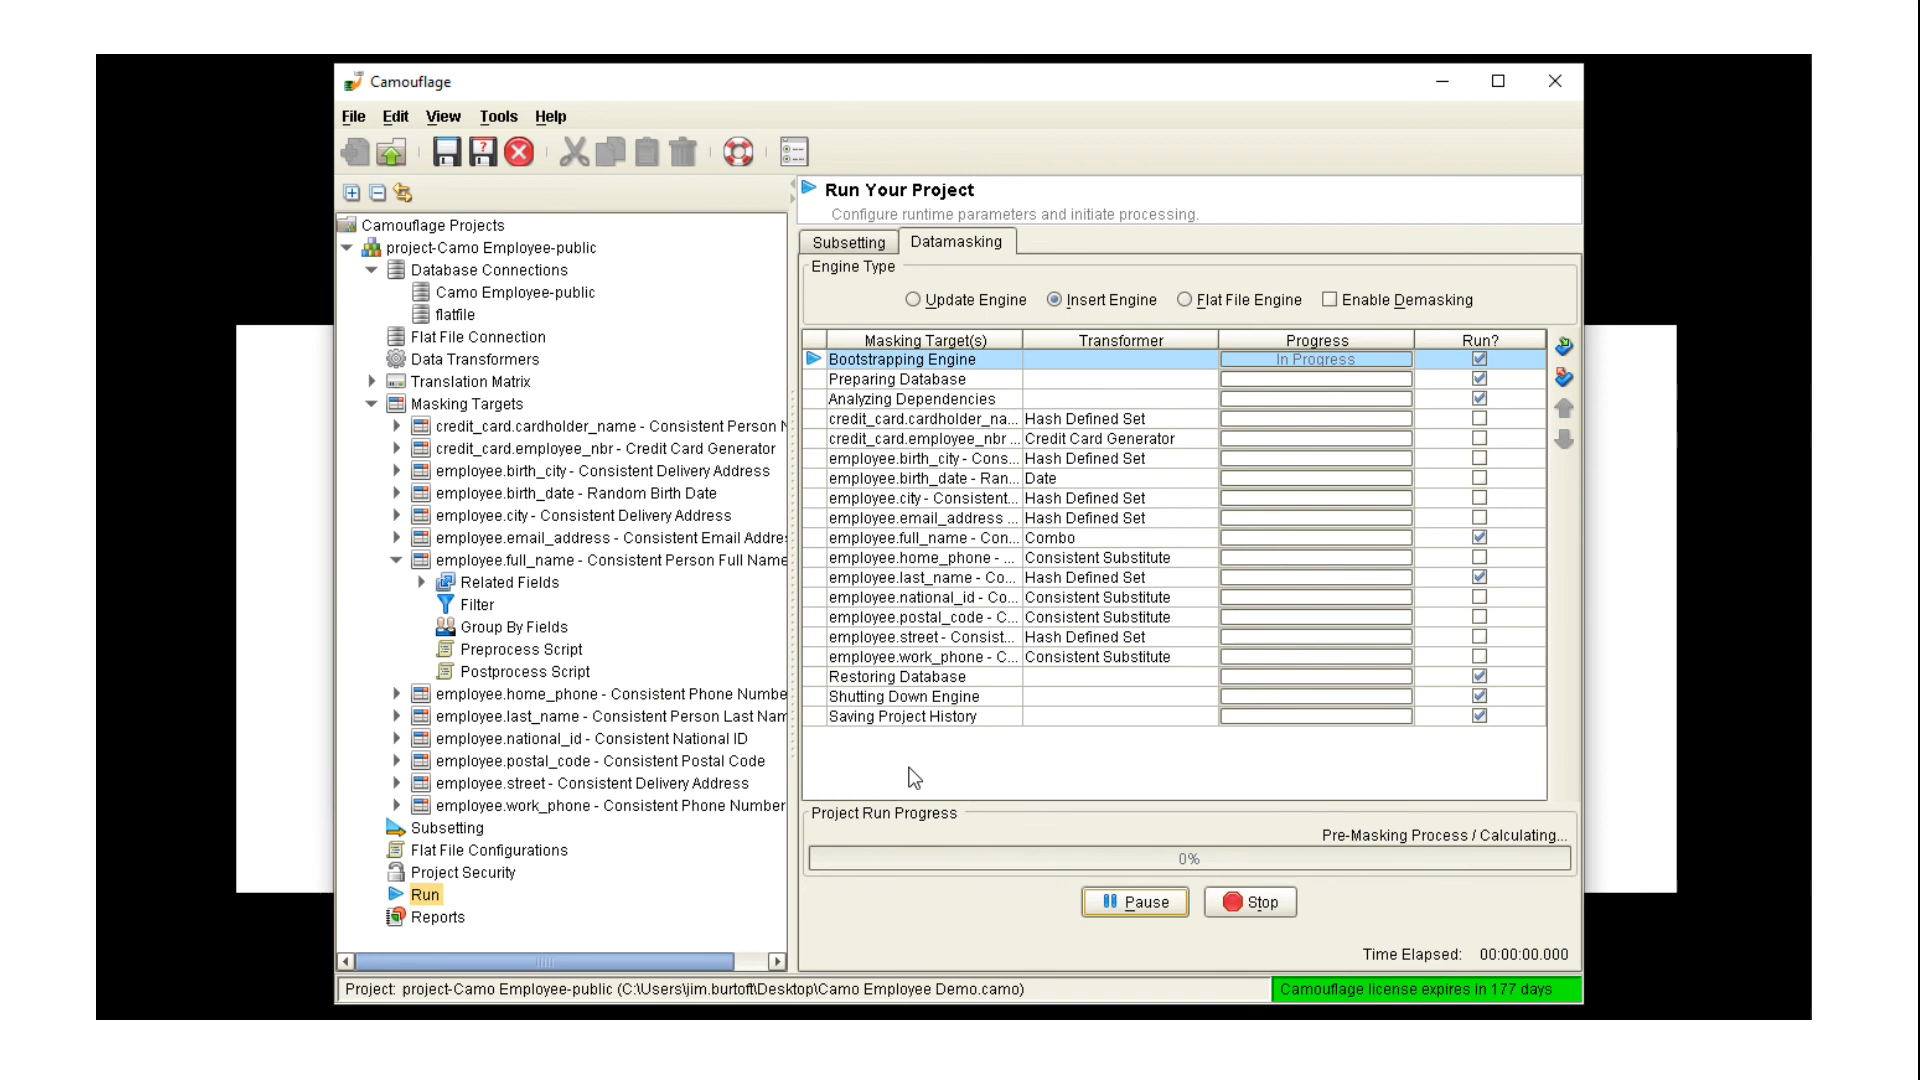 Camouflage
File Edit View Tools Help
Camouflage Projects
project-Camo Employee-public
Database Connections
Camo Employee-public
flatfile
Flat File Connection
Data Transformers
Translation Matrix
Masking Targets
credit_card.cardholder_name - Consistent Person N
credit_card.employee_nbr - Credit Card Generator
employee.birth_city - Consistent Delivery Address
employee.birth_date - Random Birth Date
employee.city - Consistent Delivery Address
employee.email_address - Consistent Email Addre
employee.full_name - Consistent Person Full Name
Related Fields
Filter
Group By Fields
Preprocess Script
Postprocess Script
employee.home_phone - Consistent Phone Numbe
employee.last_name - Consistent Person Last Nam
employee.national_id - Consistent National ID
employee.postal_code - Consistent Postal Code
employee.street - Consistent Delivery Address
employee.work_phone - Consistent Phone Number
Subsetting
Flat File Configurations
Project Security
Run
Reports
Run Your Project
Configure runtime parameters and initiate processing.
Subsetting Datamasking
Engine Type
Update Engine Insert Engine Flat File Engine Enable Demasking
Masking Target(s) Transformer Progress Run?
Bootstrapping Engine In Progress
Preparing Database
Analyzing Dependencies
credit_card.cardholder_na... Hash Defined Set
credit_card.employee_nbr ... Credit Card Generator
employee.birth_city - Cons... Hash Defined Set
employee.birth_date - Ran... Date
employee.city - Consistent... Hash Defined Set
employee.email_address ... Hash Defined Set
employee.full_name - Con... Combo
employee.home_phone - ... Consistent Substitute
employee.last_name - Co... Hash Defined Set
employee.national_id - Co... Consistent Substitute
employee.postal_code - C... Consistent Substitute
employee.street - Consist... Hash Defined Set
employee.work_phone - C... Consistent Substitute
Restoring Database
Shutting Down Engine
Saving Project History
Project Run Progress
Pre-Masking Process / Calculating...
0%
Pause Stop
Time Elapsed: 00:00:00.000
Project: project-Camo Employee-public (C:\Users\jim.burtoft\Desktop\Camo Employee Demo.camo)
Camouflage license expires in 177 days